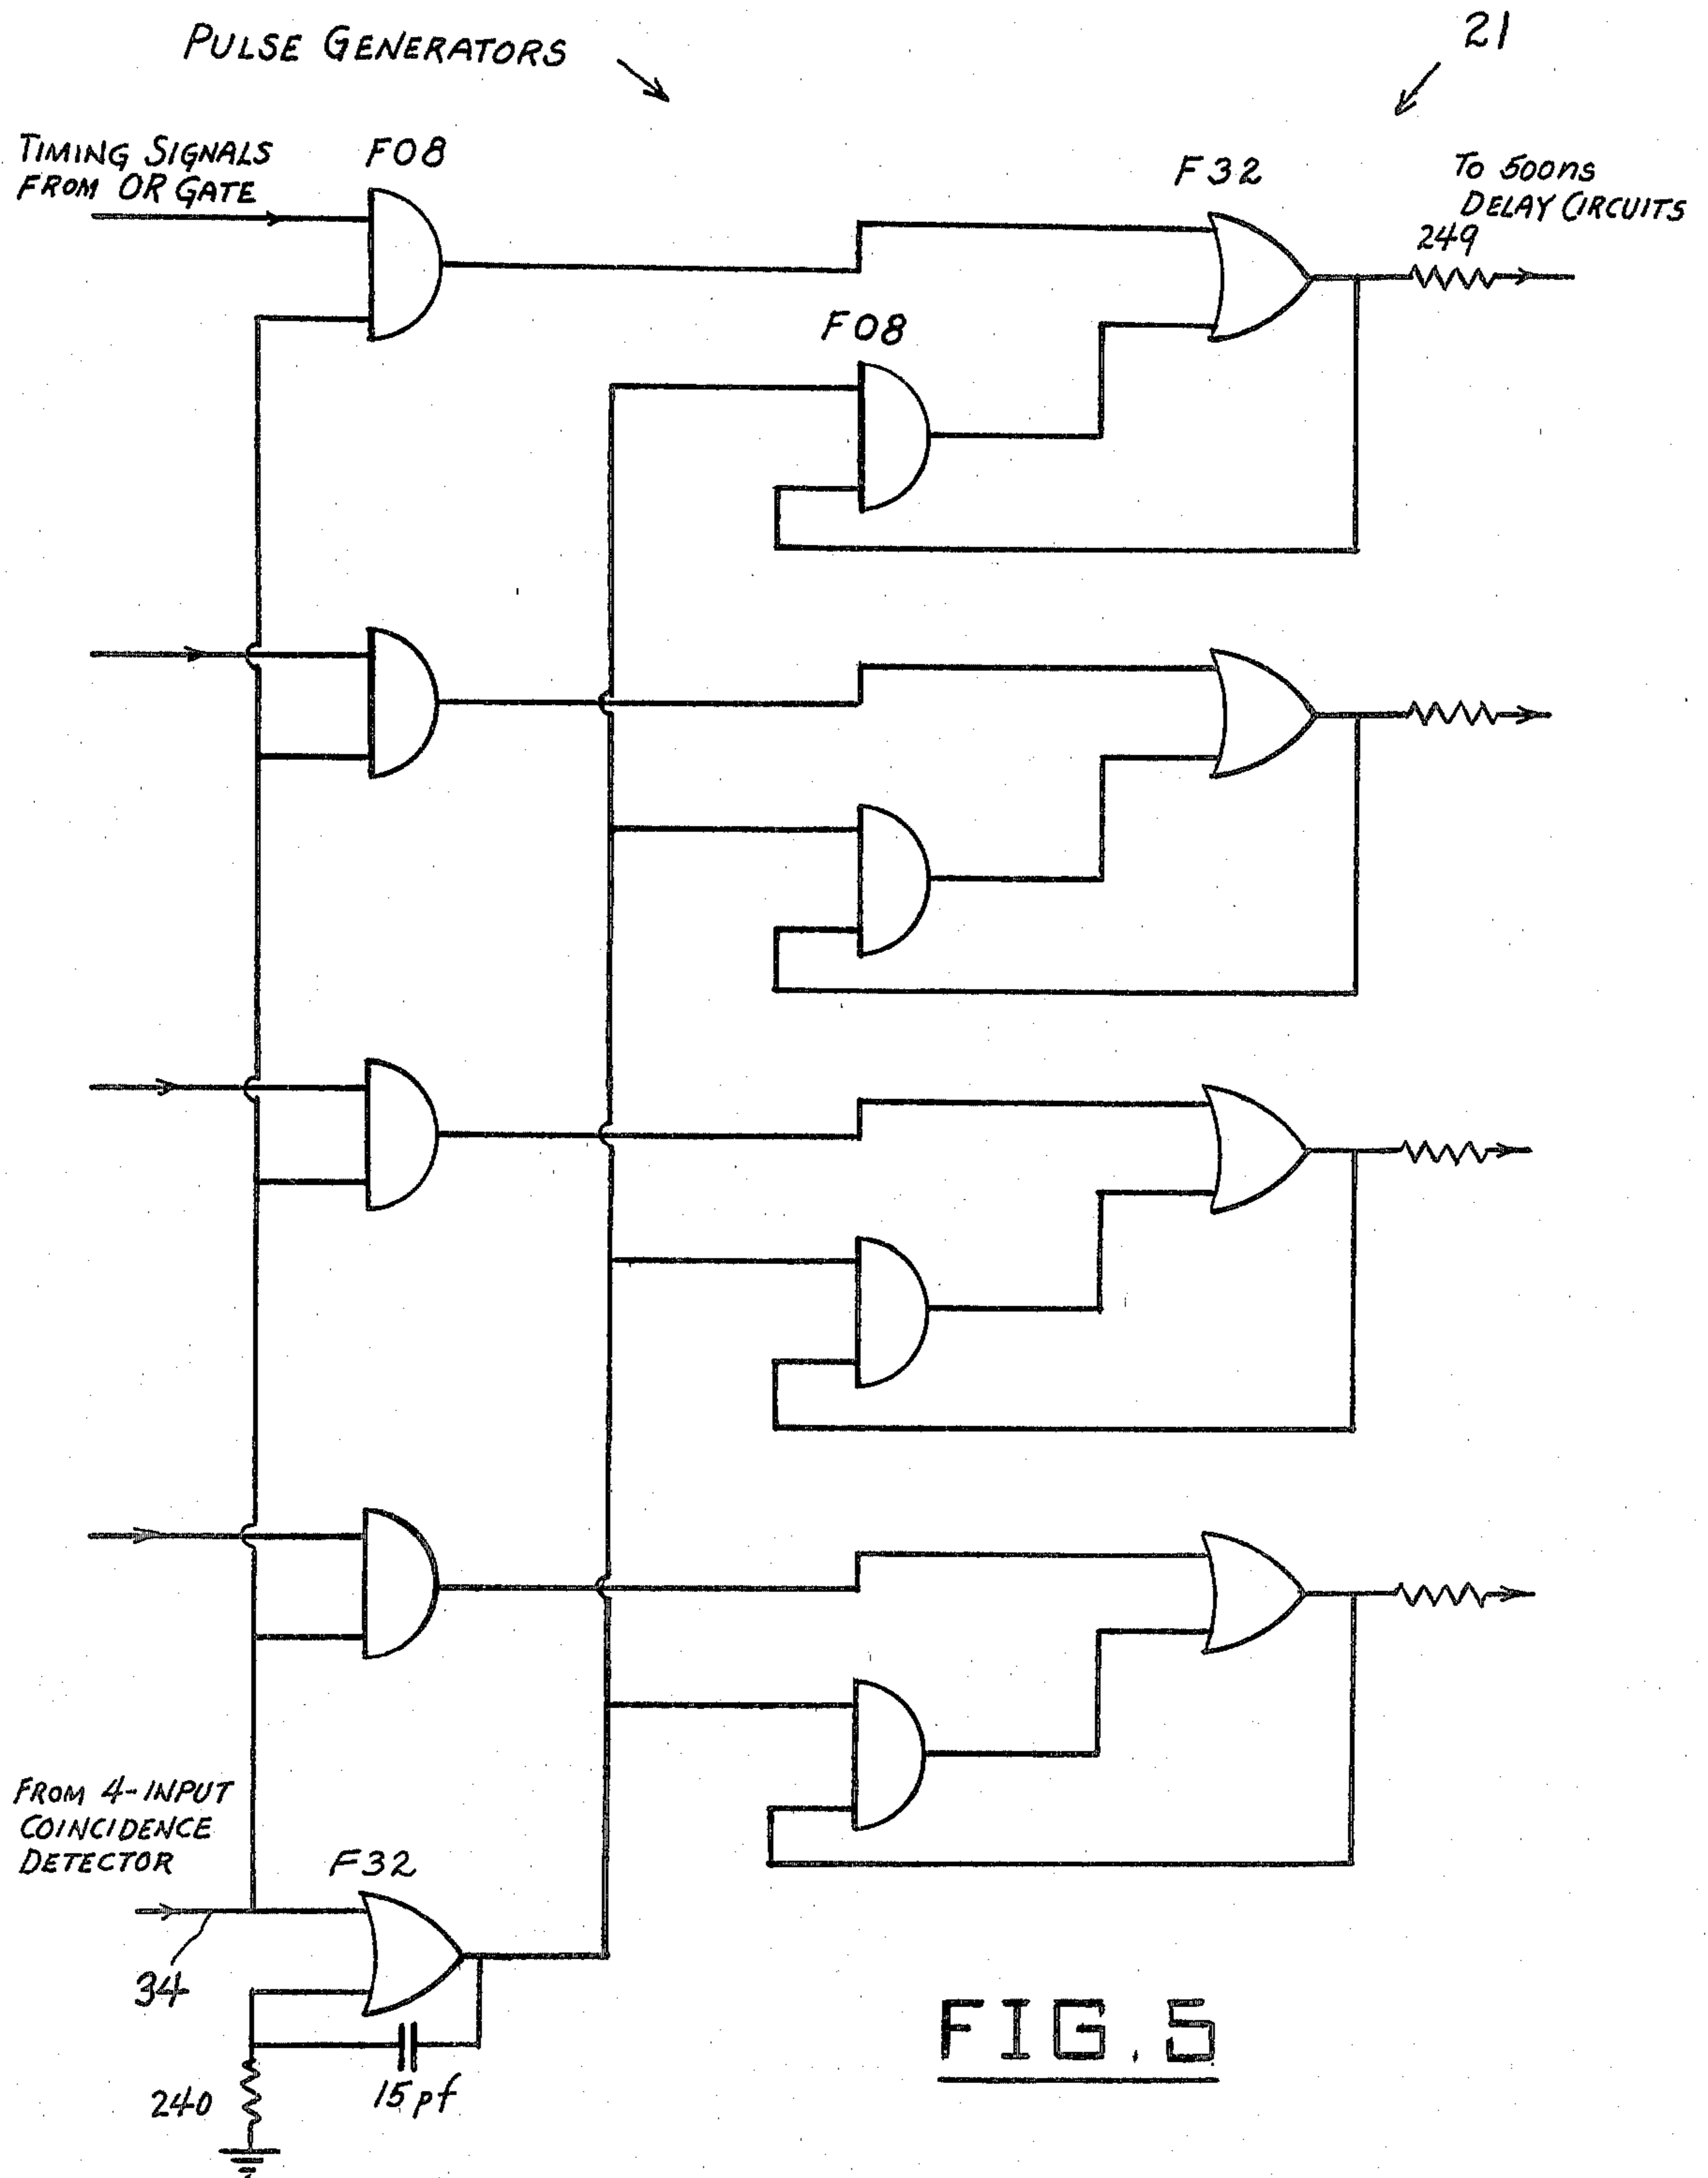 PULSE GENERATORS
21
TIMING SIGNALS
FROM OR GATE
F08
F32
To 500ns
DELAY CIRCUITS
249
F08
FROM 4-INPUT
COINCIDENCE
DETECTOR
F32
34
240
15pf
FIG.5